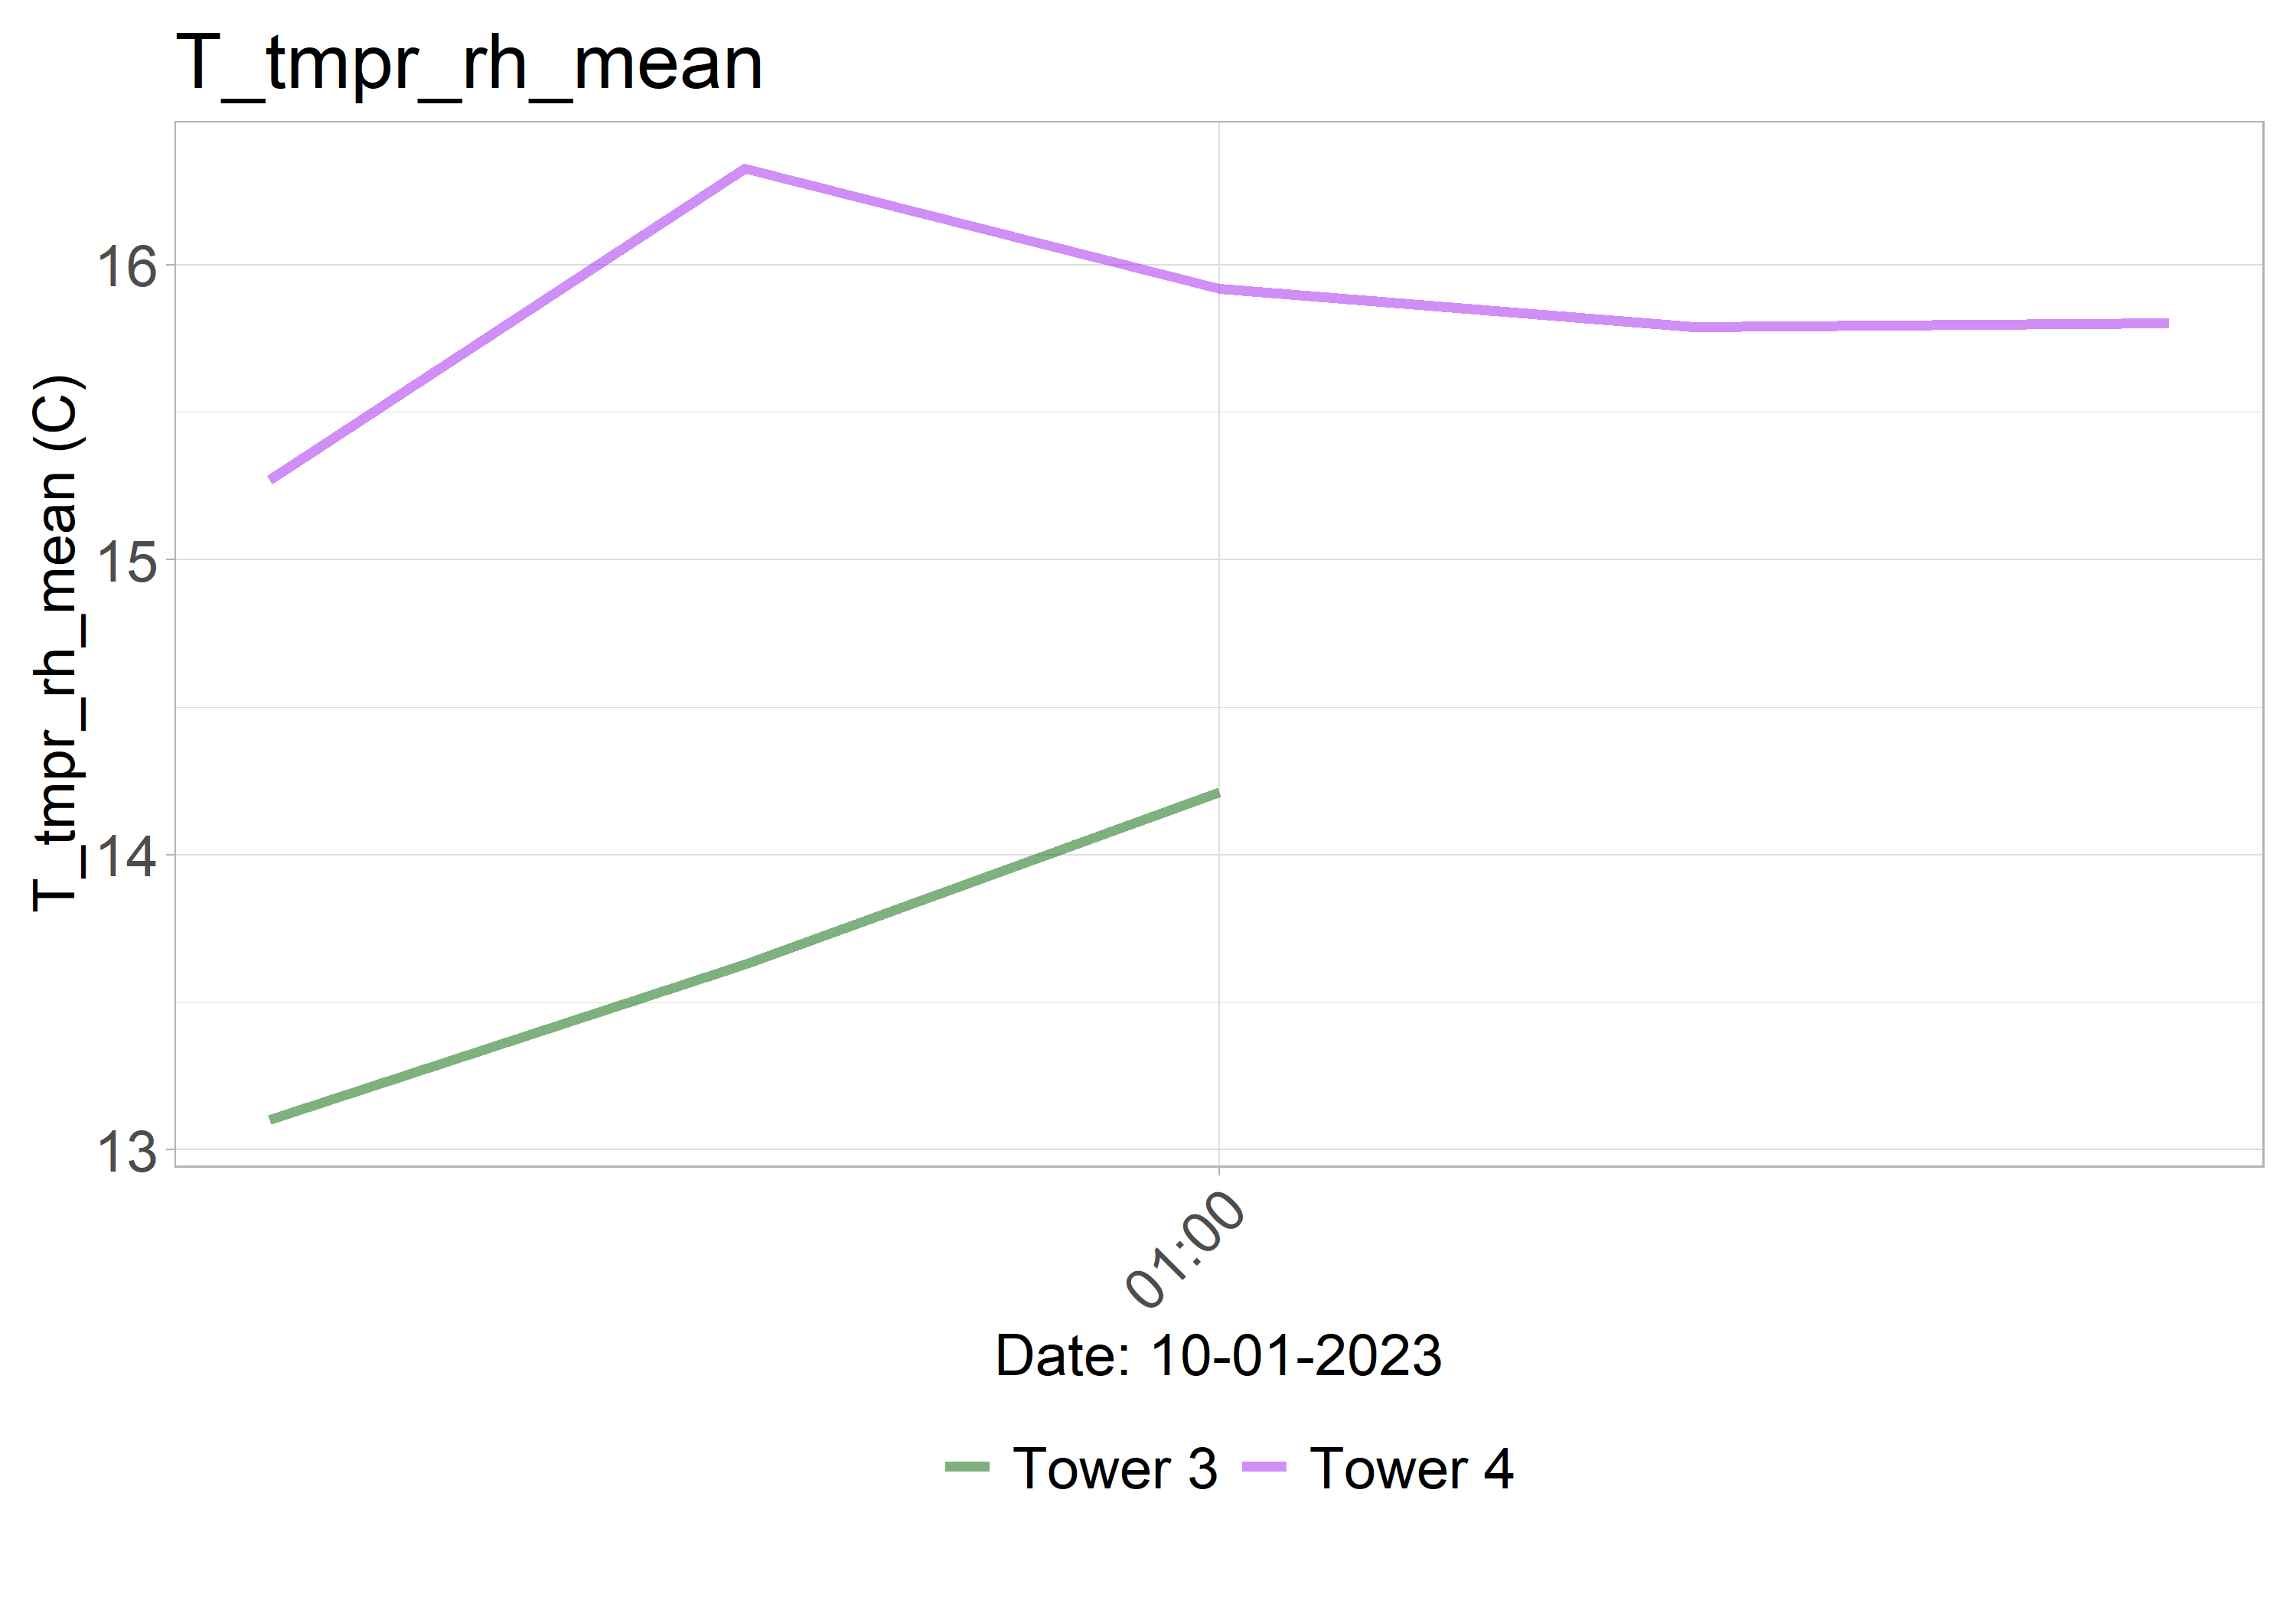 T_tmpr_rh_mean
T_tmpr_rh_mean (C)
16
15
14
13
01:00
Date: 10-01-2023
Tower 3 Tower 4